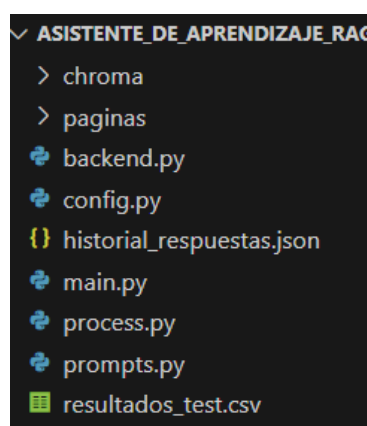 ASISTENTE_DE_APRENDIZAJE_RAG
chroma
paginas
backend.py
config.py
{} historial_respuestas.json
main.py
process.py
prompts.py
resultados_test.csv